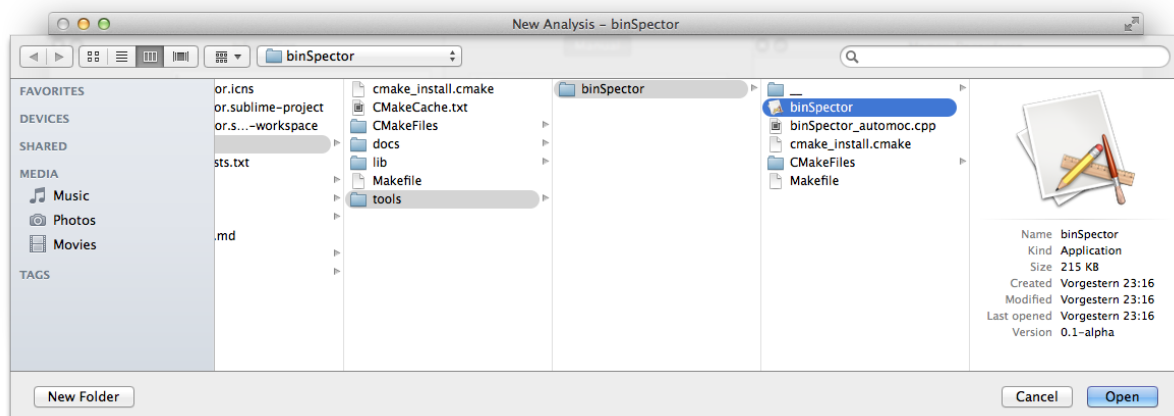 New Analysis – binSpector
binSpector
FAVORITES
DEVICES
SHARED
MEDIA
Music
Photos
Movies
TAGS
or.icns
or.sublime-project
or.s...-workspace
sts.txt
.md
cmake_install.cmake
CMakeCache.txt
CMakeFiles
docs
lib
Makefile
tools
binSpector
__
binSpector
binSpector_automoc.cpp
cmake_install.cmake
CMakeFiles
Makefile
Name binSpector
Kind Application
Size 215 KB
Created Vorgestern 23:16
Modified Vorgestern 23:16
Last opened Vorgestern 23:16
Version 0.1-alpha
New Folder
Cancel
Open